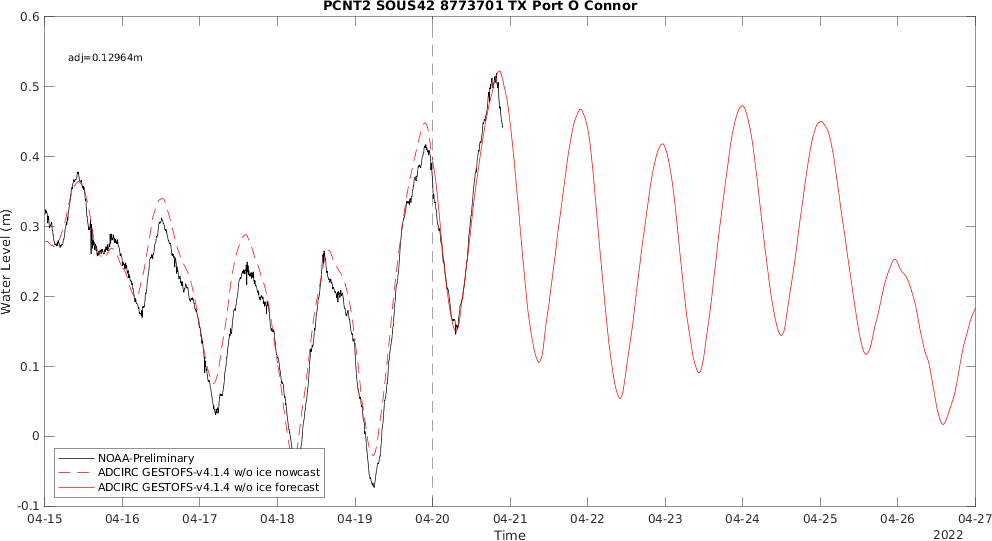 PCNT2 SOUS42 8773701 TX Port O Connor
0.6
adj=0.12964m
0.5
0.4
0.3
0.2
0.1
0
-0.1
Water Level (m)
NOAA-Preliminary
ADCIRC GESTOFS-v4.1.4 w/o ice nowcast
ADCIRC GESTOFS-v4.1.4 w/o ice forecast
04-15 04-16 04-17 04-18 04-19 04-20 04-21 04-22 04-23 04-24 04-25 04-26 04-27
Time
2022